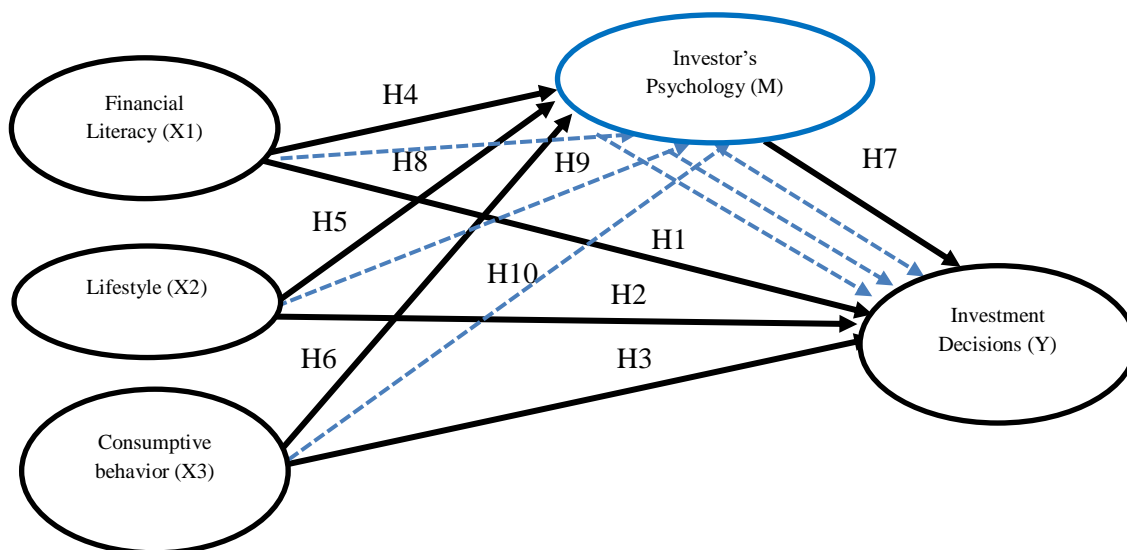 Investor’s
Psychology (M)
Financial
Literacy (X1)
H4
H8
H9
H7
H5
H1
Lifestyle (X2)
H10
H2
Investment
Decisions (Y)
H6
H3
Consumptive
behavior (X3)